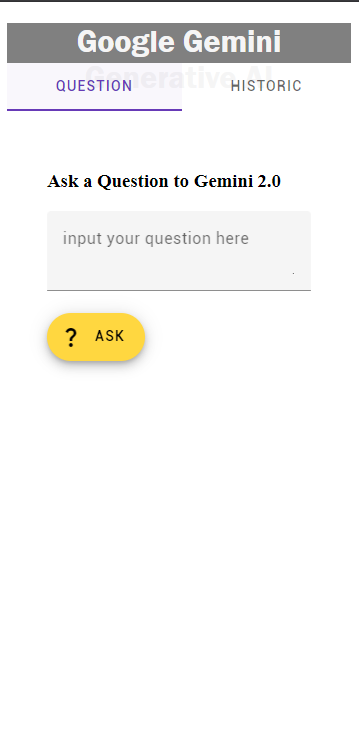 Google Gemini
Generative AI
QUESTION
HISTORIC
Ask a Question to Gemini 2.0
input your question here
? ASK